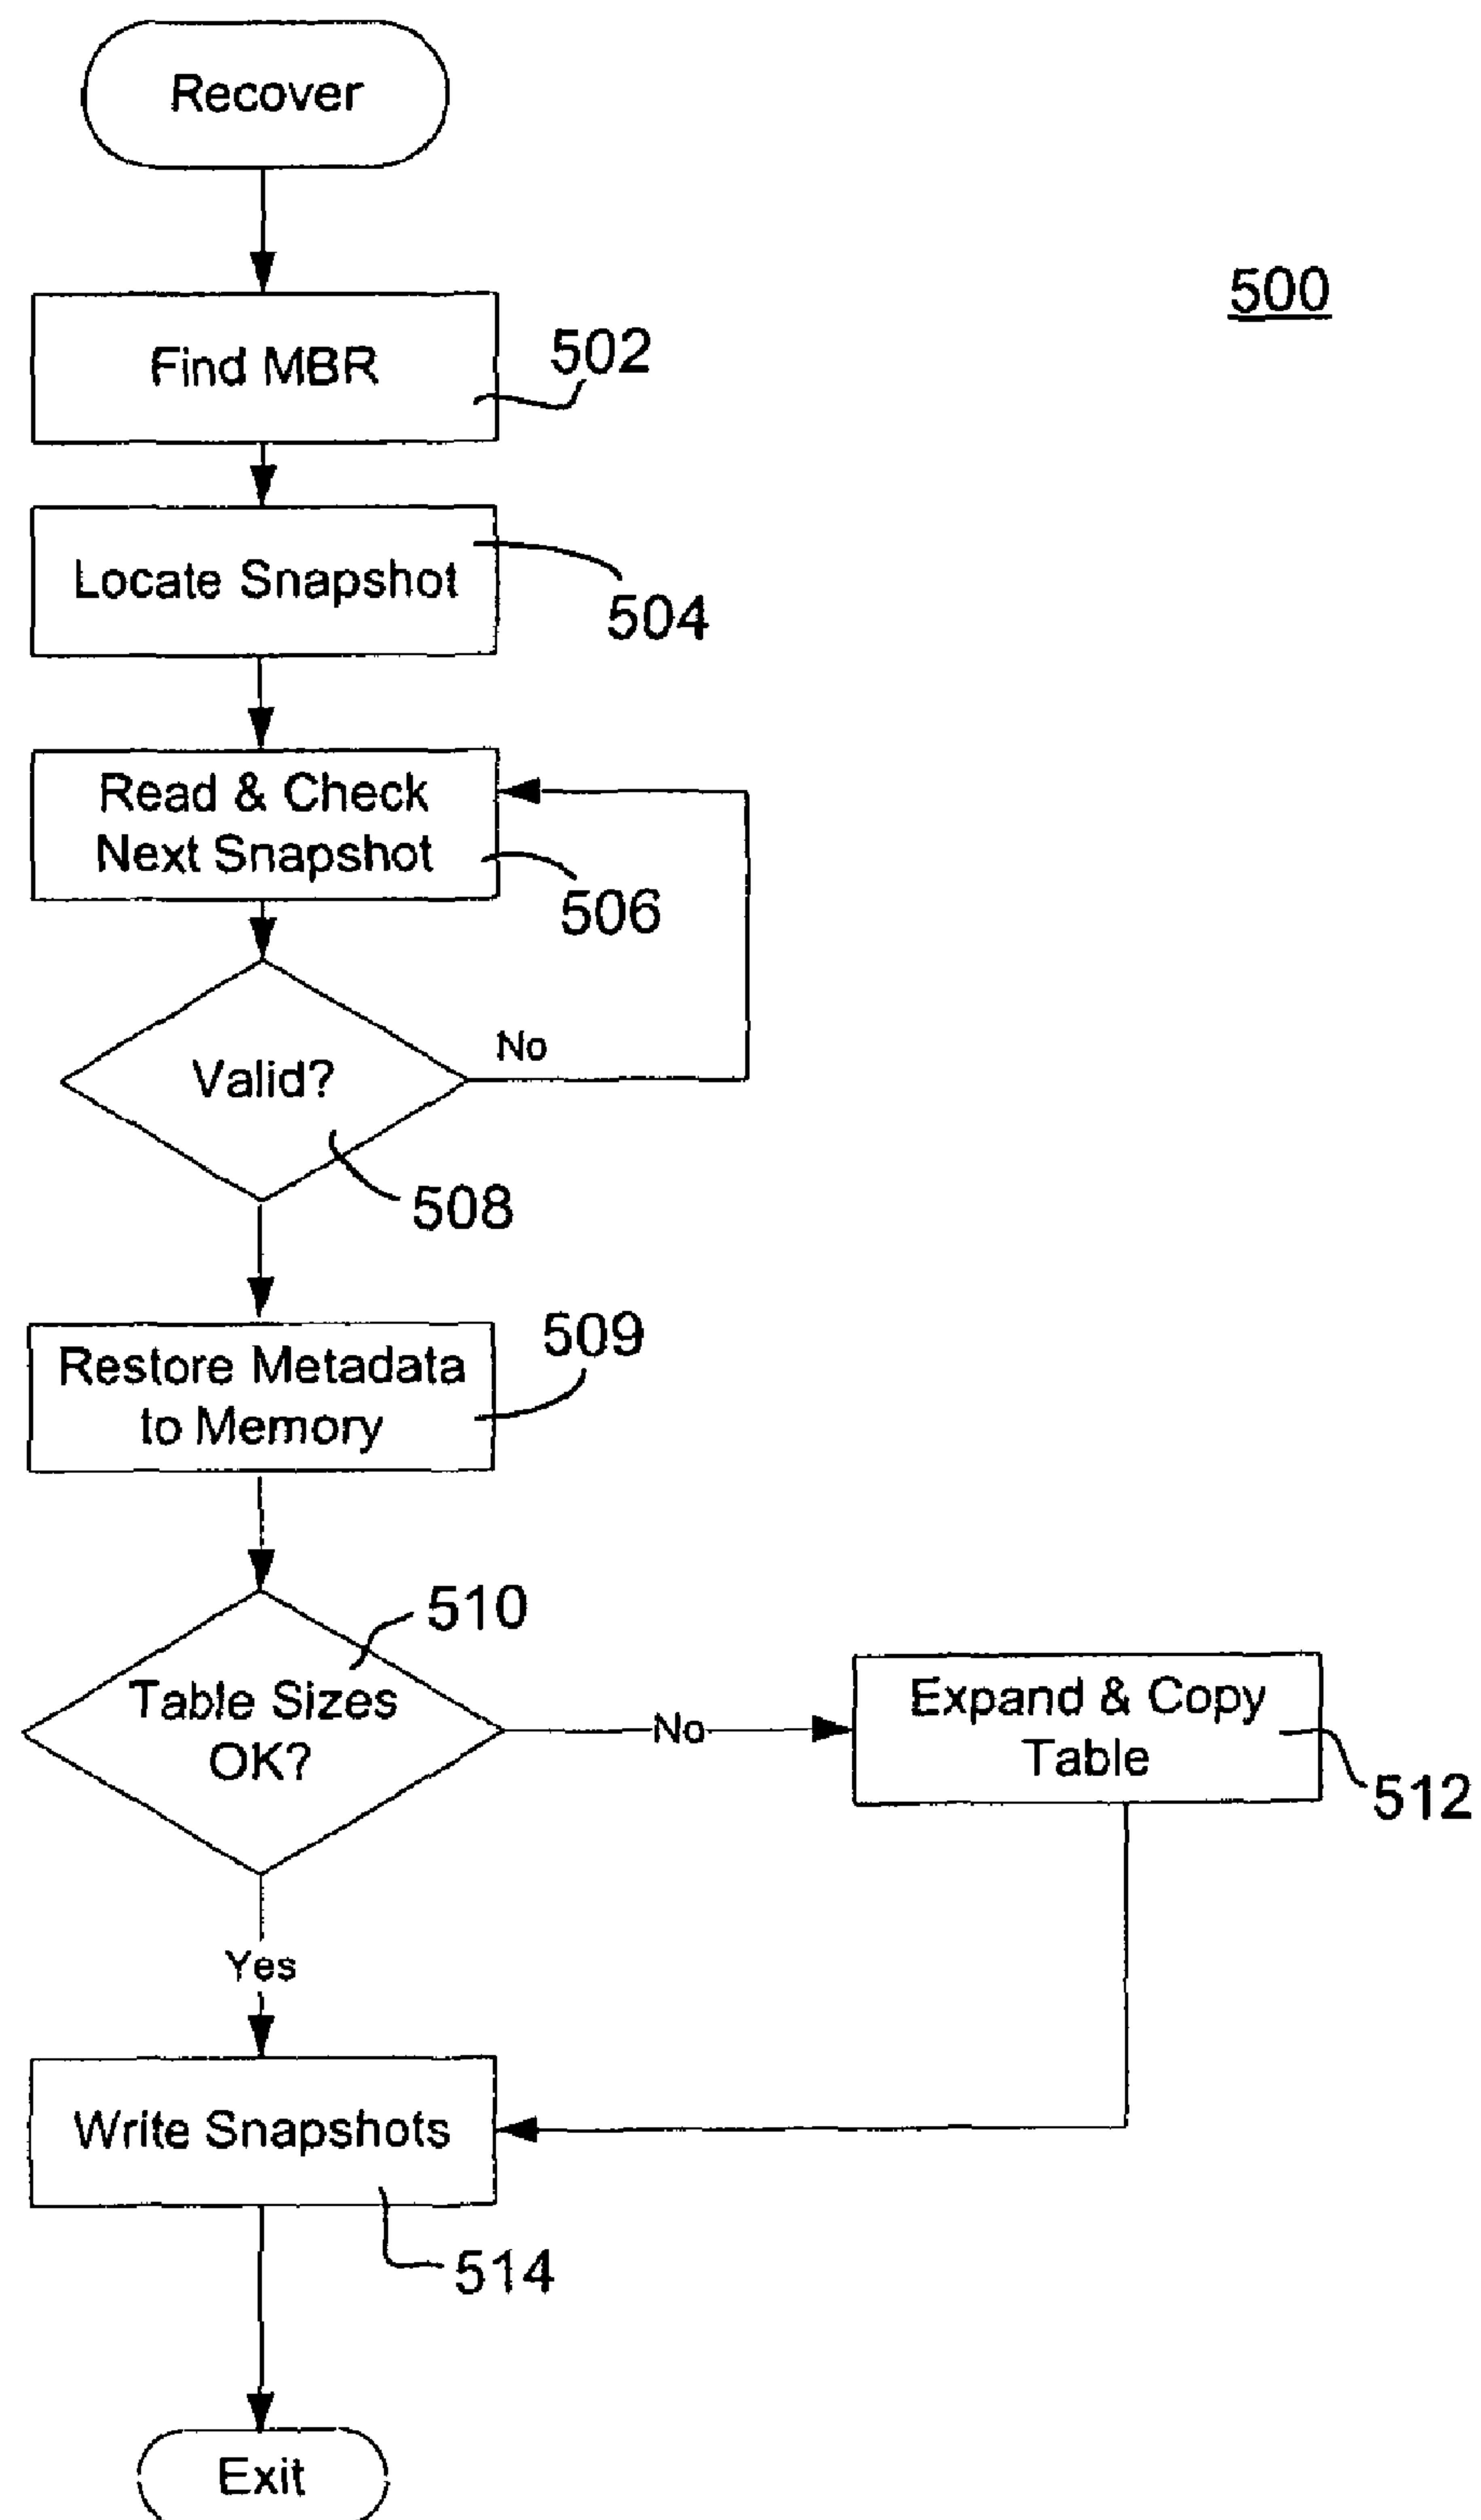 Recover
500
Find MBR
502
Locate Snapshot
504
Read & Check
Next Snapshot
506
No
Valid?
508
509
Restore Metadata
to Memory
510
Table Sizes
OK?
No
Expand & Copy
Table
512
Yes
Write Snapshots
514
Exit